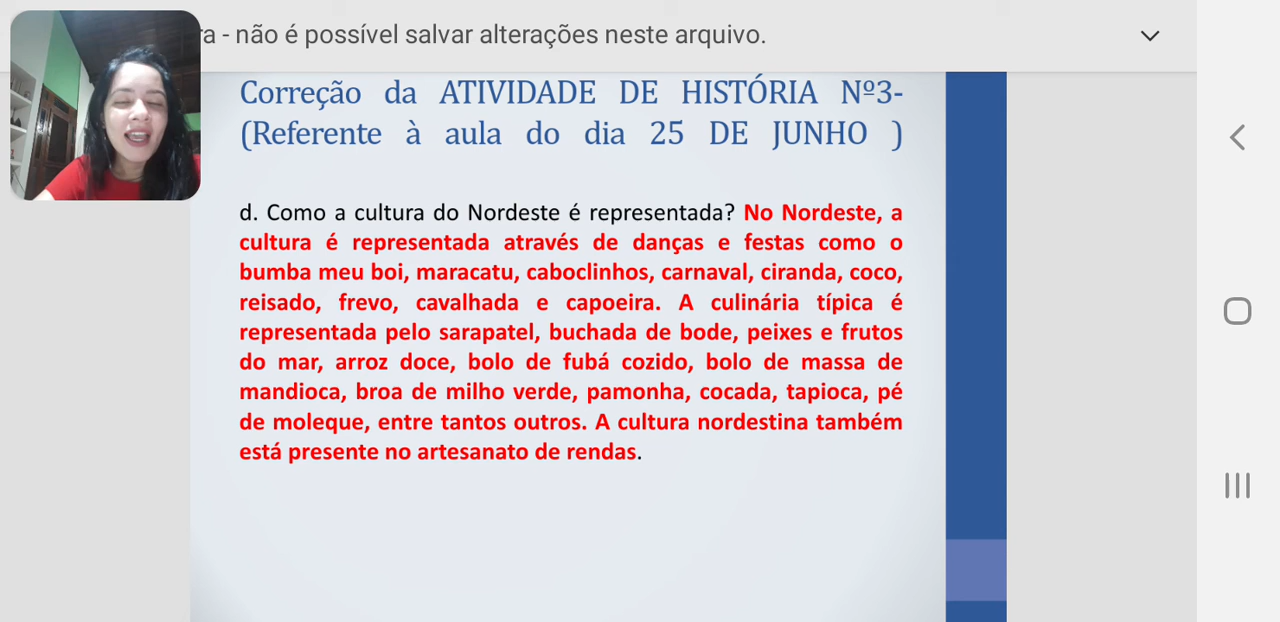 - não é possível salvar alterações neste arquivo.
Correção da ATIVIDADE DE HISTÓRIA Nº3-
(Referente à aula do dia 25 DE JUNHO )
d. Como a cultura do Nordeste é representada? No Nordeste, a
cultura é representada através de danças e festas como o
bumba meu boi, maracatu, caboclinhos, carnaval, ciranda, coco,
reisado, frevo, cavalhada e capoeira. A culinária típica é
representada pelo sarapatel, buchada de bode, peixes e frutos
do mar, arroz doce, bolo de fubá cozido, bolo de massa de
mandioca, broa de milho verde, pamonha, cocada, tapioca, pé
de moleque, entre tantos outros. A cultura nordestina também
está presente no artesanato de rendas.